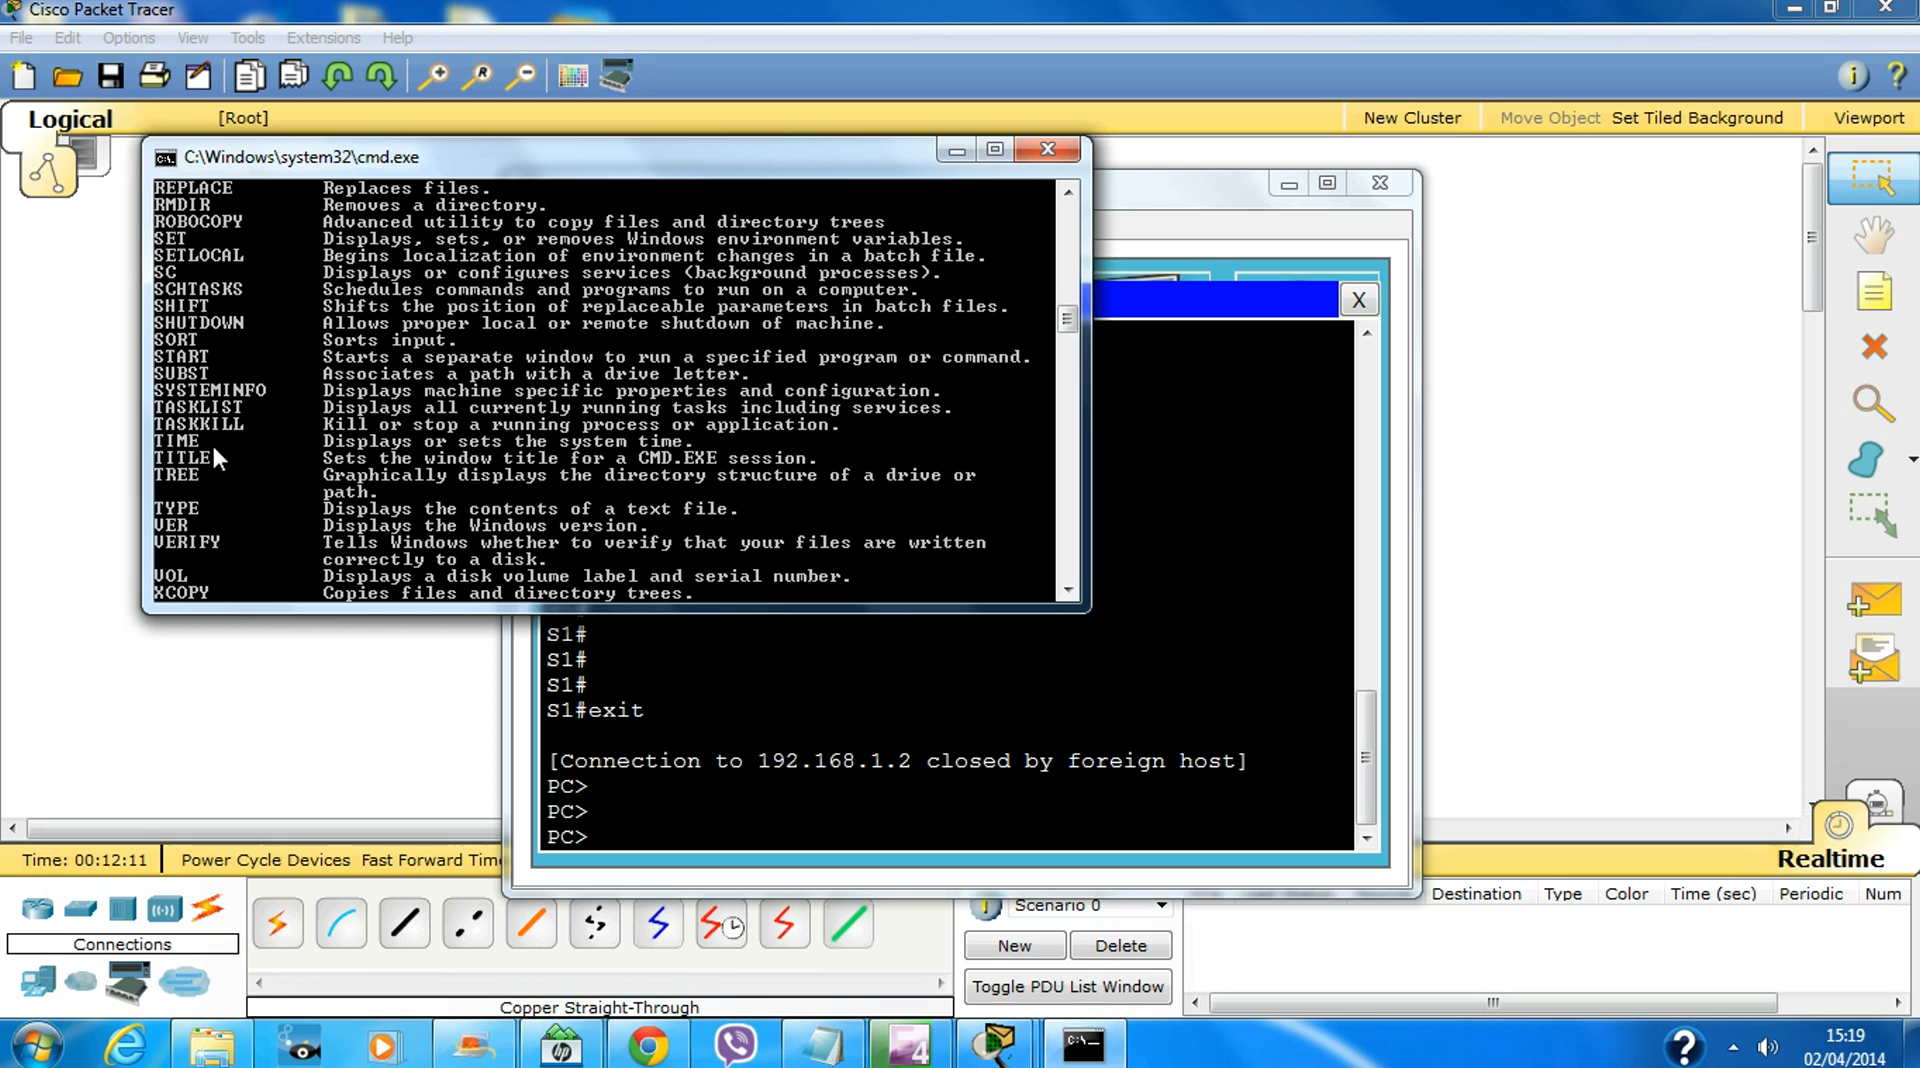 Cisco Packet Tracer
File Edit Options View Tools Extensions Help
Logical [Root] New Cluster Move Object Set Tiled Background Viewport
C:\Windows\system32\cmd.exe
REPLACE Replaces files.
RMDIR Removes a directory.
ROBOCOPY Advanced utility to copy files and directory trees
SET Displays, sets, or removes Windows environment variables.
SETLOCAL Begins localization of environment changes in a batch file.
SC Displays or configures services (background processes).
SCHTASKS Schedules commands and programs to run on a computer.
SHIFT Shifts the position of replaceable parameters in batch files.
SHUTDOWN Allows proper local or remote shutdown of machine.
SORT Sorts input.
START Starts a separate window to run a specified program or command.
SUBST Associates a path with a drive letter.
SYSTEMINFO Displays machine specific properties and configuration.
TASKLIST Displays all currently running tasks including services.
TASKKILL Kill or stop a running process or application.
TIME Displays or sets the system time.
TITLE Sets the window title for a CMD.EXE session.
TREE Graphically displays the directory structure of a drive or
path.
TYPE Displays the contents of a text file.
VER Displays the Windows version.
VERIFY Tells Windows whether to verify that your files are written
correctly to a disk.
VOL Displays a disk volume label and serial number.
XCOPY Copies files and directory trees.
X
S1#
S1#
S1#
S1#exit
[Connection to 192.168.1.2 closed by foreign host]
PC>
PC>
PC>
Time: 00:12:11 Power Cycle Devices Fast Forward Time
Realtime
Connections
Copper Straight-Through
Scenario 0
New Delete
Toggle PDU List Window
Destination Type Color Time (sec) Periodic Num
15:19
02/04/2014